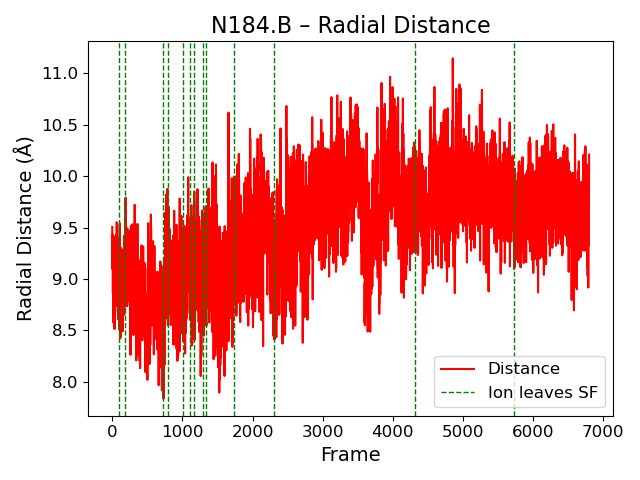 N184.B – Radial Distance
Radial Distance (Å)
11.0
10.5
10.0
9.5
9.0
8.5
8.0
Distance
Ion leaves SF
0 1000 2000 3000 4000 5000 6000 7000
Frame